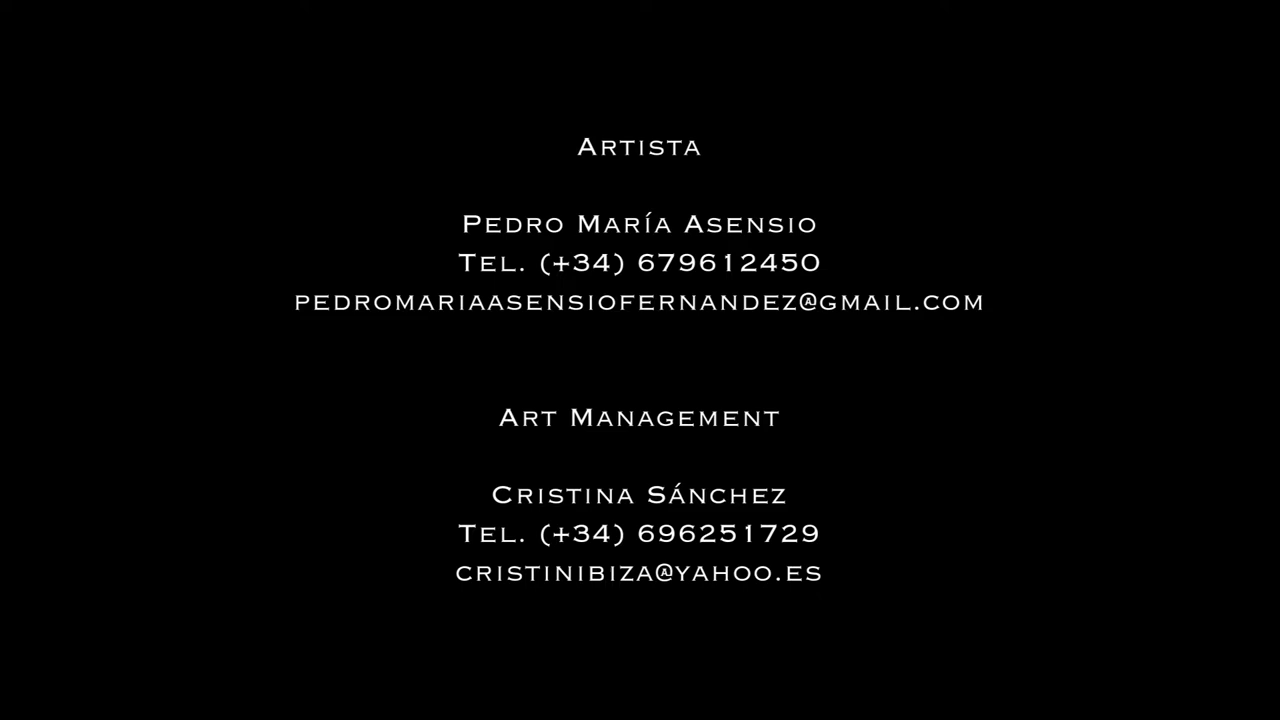 Artista
Pedro María Asensio
Tel. (+34) 679612450
pedromariaasensiofernandez@gmail.com
Art Management
Cristina Sánchez
Tel. (+34) 696251729
cristinibiza@yahoo.es